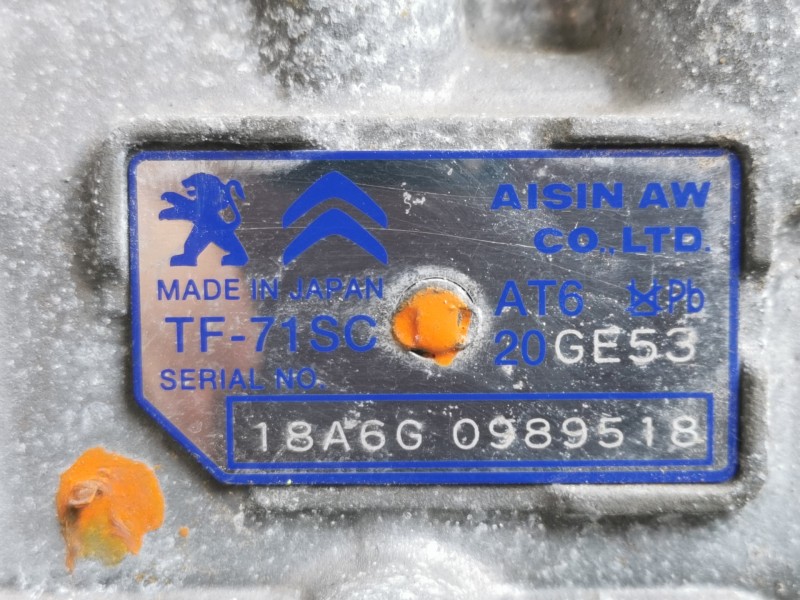 AISIN AW
CO., LTD.
MADE IN JAPAN
AT6 Pb
TF-71SC
20GE53
SERIAL NO.
18A6G 0989518